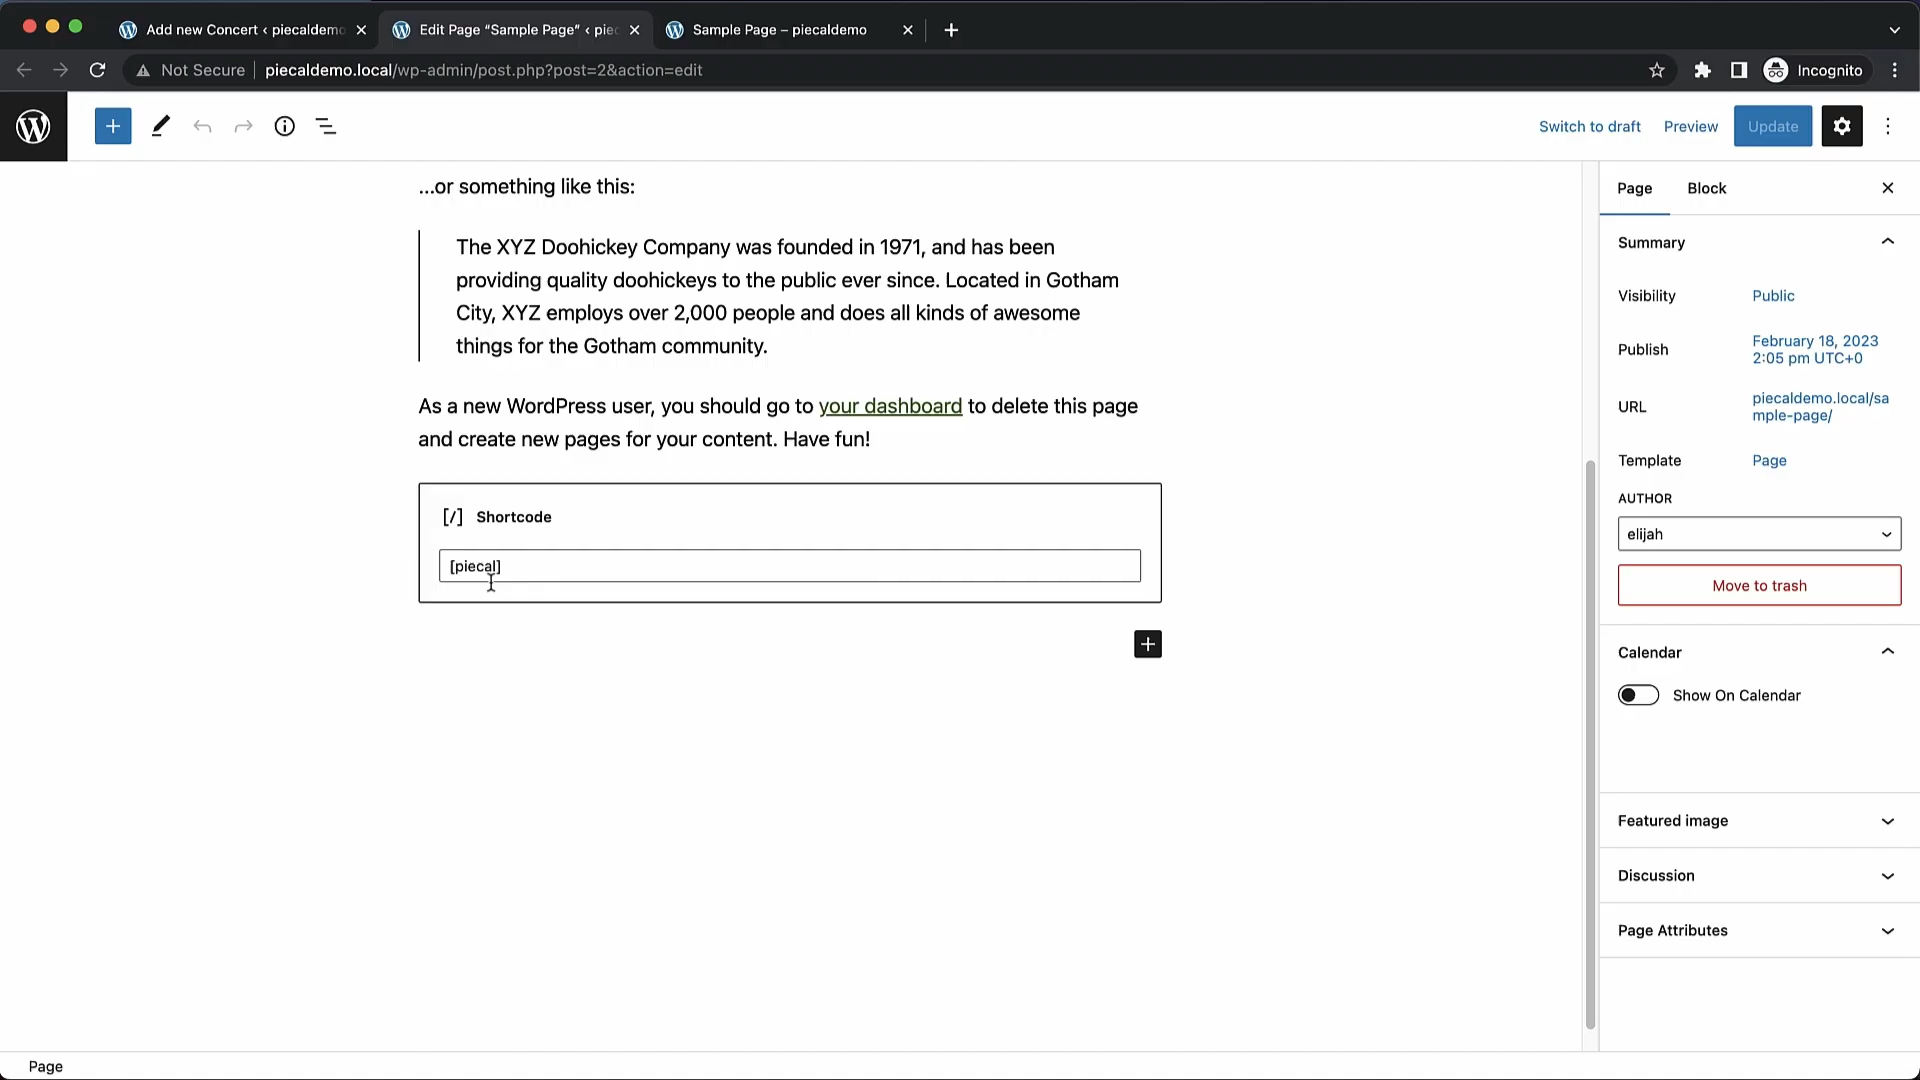 Add new Concert ‹ piecaldemo
Edit Page “Sample Page” ‹ piec
Sample Page – piecaldemo
Not Secure
piecaldemo.local/wp-admin/post.php?post=2&action=edit
Incognito
Switch to draft
Preview
Update
…or something like this:
The XYZ Doohickey Company was founded in 1971, and has been
providing quality doohickeys to the public ever since. Located in Gotham
City, XYZ employs over 2,000 people and does all kinds of awesome
things for the Gotham community.
As a new WordPress user, you should go to your dashboard to delete this page
and create new pages for your content. Have fun!
[/] Shortcode
[piecal]
Page
Block
Summary
Visibility
Public
Publish
February 18, 2023
2:05 pm UTC+0
URL
piecaldemo.local/sa
mple-page/
Template
Page
AUTHOR
elijah
Move to trash
Calendar
Show On Calendar
Featured image
Discussion
Page Attributes
Page